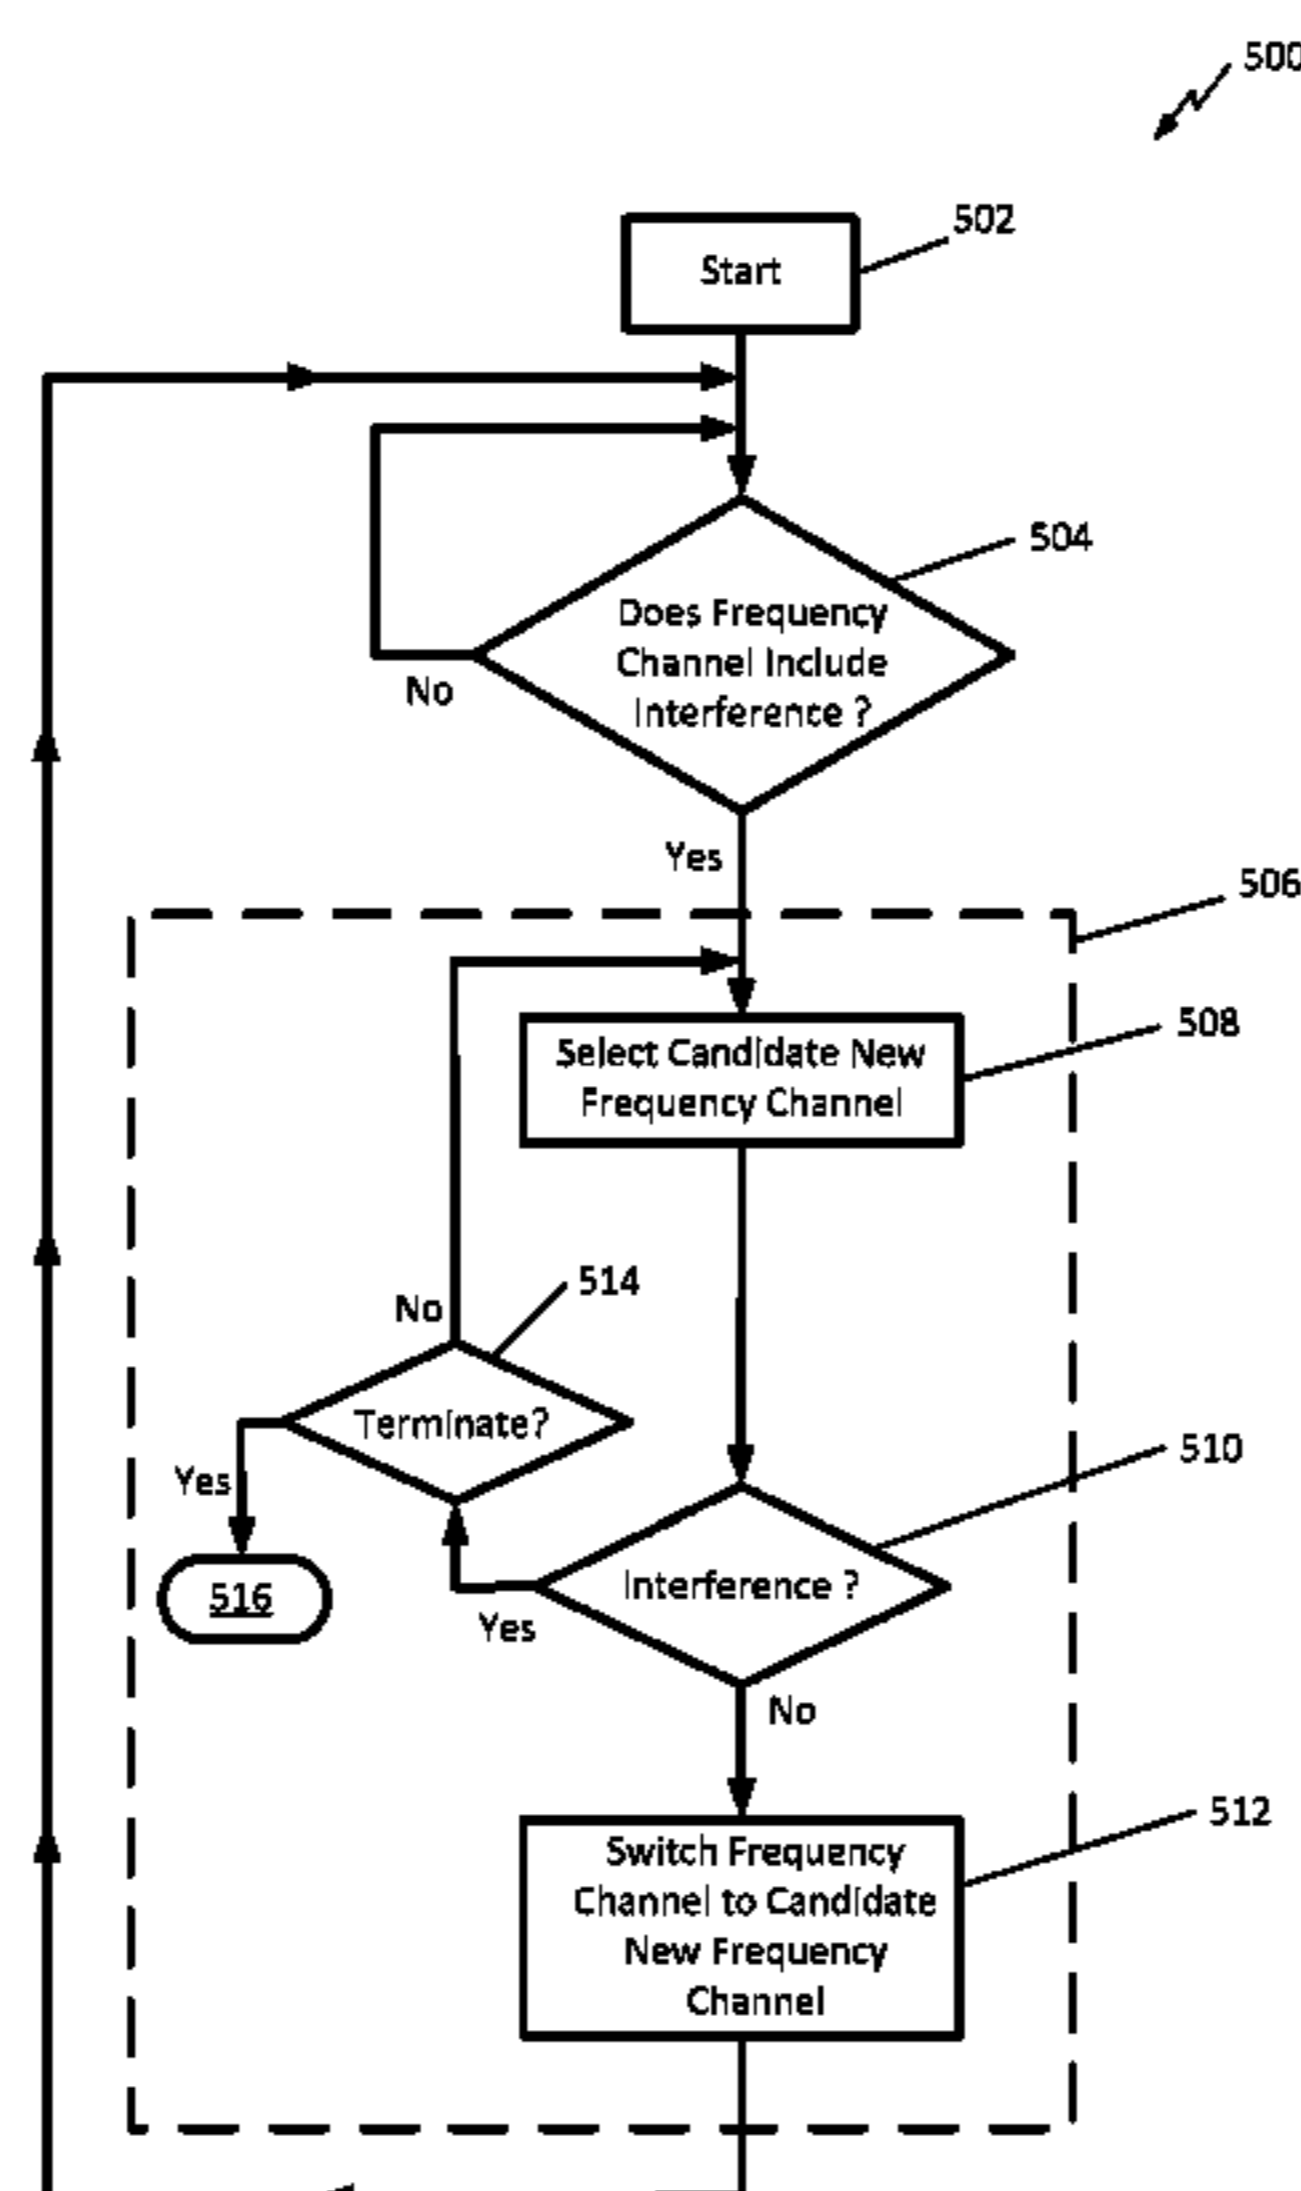 500
502
Start
504
Does Frequency
Channel Include
Interference ?
No
Yes
506
508
Select Candidate New
Frequency Channel
514
No
Terminate?
510
Yes
516
Interference ?
Yes
No
512
Switch Frequency
Channel to Candidate
New Frequency
Channel